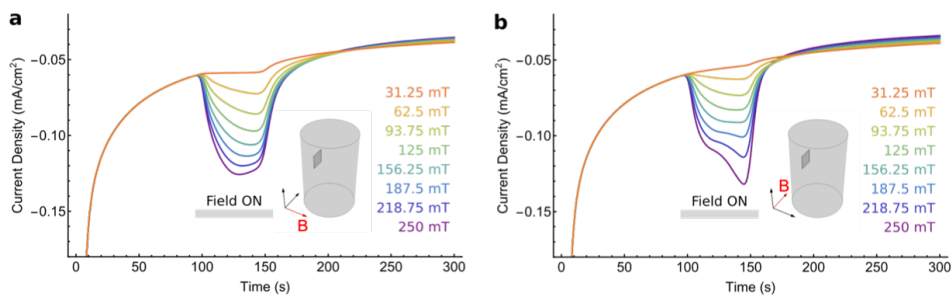 a
Current Density (mA/cm²)
−0.05
−0.10
−0.15
0
50
100
150
200
250
300
Time (s)
Field ON
B
31.25 mT
62.5 mT
93.75 mT
125 mT
156.25 mT
187.5 mT
218.75 mT
250 mT
b
Current Density (mA/cm²)
−0.05
−0.10
−0.15
0
50
100
150
200
250
300
Time (s)
Field ON
B
31.25 mT
62.5 mT
93.75 mT
125 mT
156.25 mT
187.5 mT
218.75 mT
250 mT